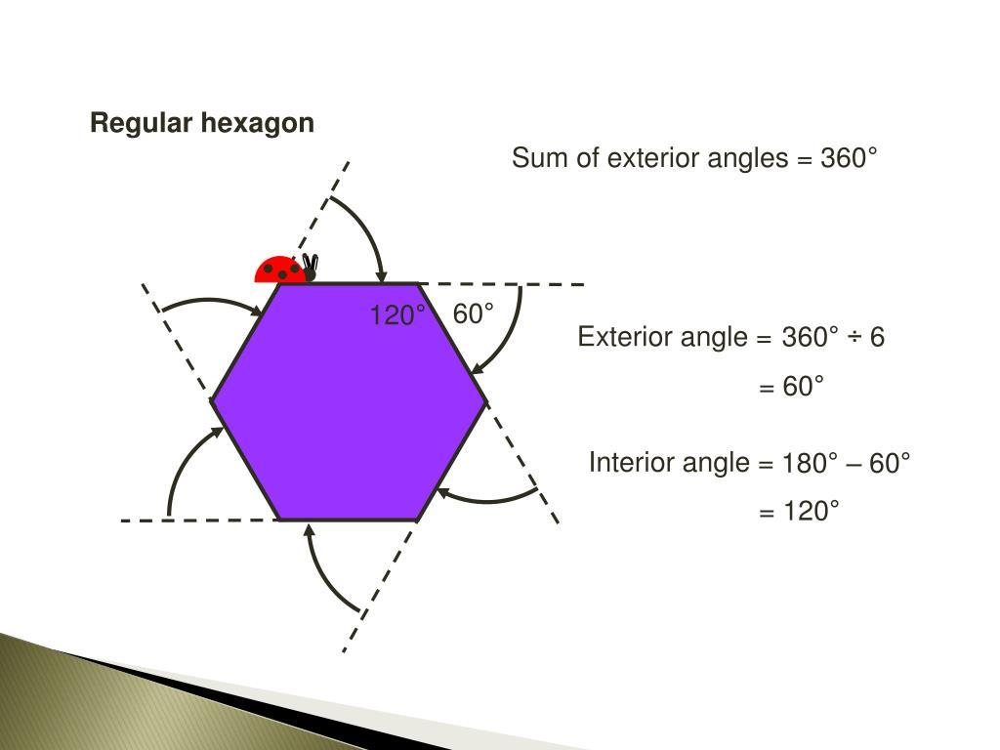 Regular hexagon
Sum of exterior angles = 360°
120°
60°
Exterior angle = 360° ÷ 6
= 60°
Interior angle = 180° – 60°
= 120°